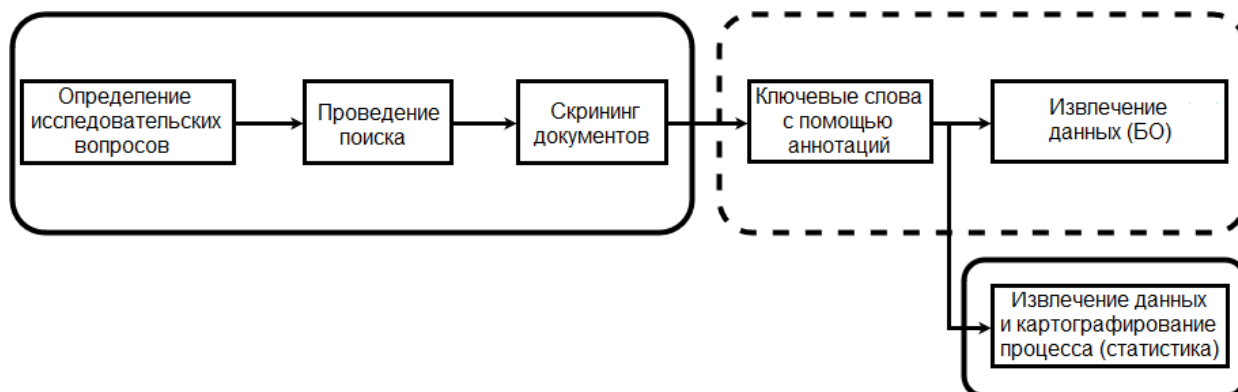 Определение
исследовательских
вопросов
Проведение
поиска
Скрининг
документов
Ключевые слова
с помощью
аннотаций
Извлечение
данных (БО)
Извлечение данных
и картографирование
процесса (статистика)